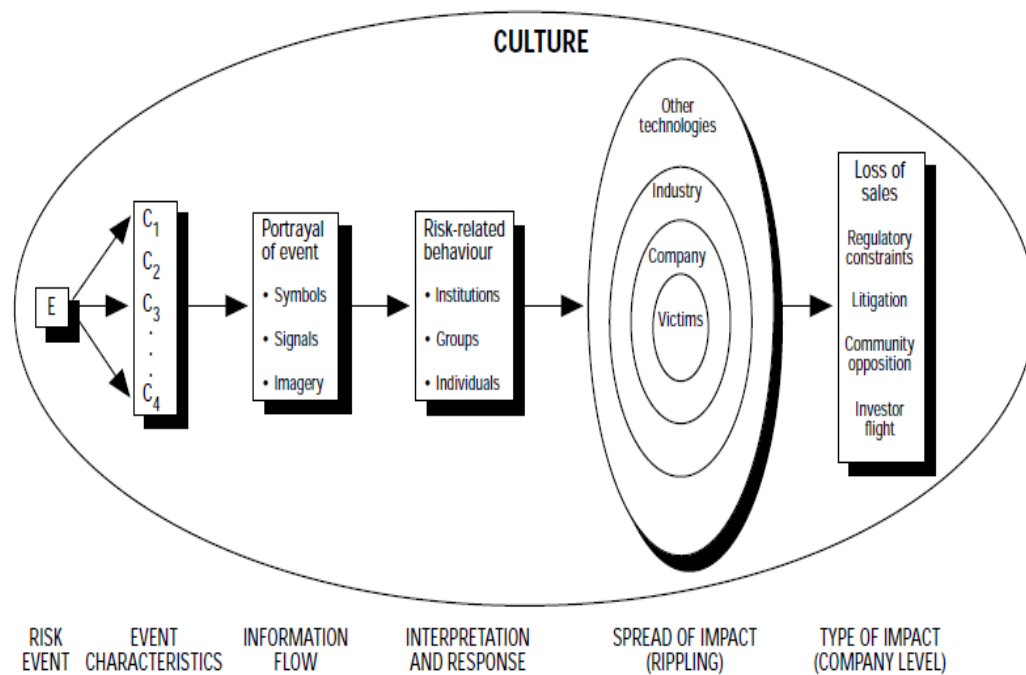 CULTURE
E
C1
C2
C3
.
.
.
C4
Portrayal
of event
• Symbols
• Signals
• Imagery
Risk-related
behaviour
• Institutions
• Groups
• Individuals
Other
technologies
Industry
Company
Victims
Loss of
sales
Regulatory
constraints
Litigation
Community
opposition
Investor
flight
RISK
EVENT
EVENT
CHARACTERISTICS
INFORMATION
FLOW
INTERPRETATION
AND RESPONSE
SPREAD OF IMPACT
(RIPPLING)
TYPE OF IMPACT
(COMPANY LEVEL)